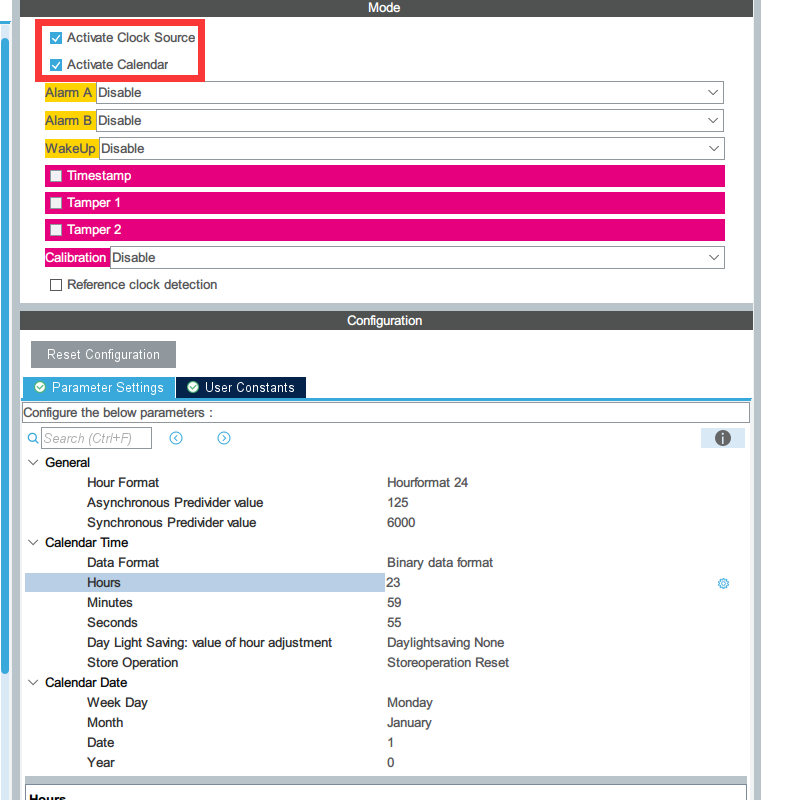 Mode
Activate Clock Source
Activate Calendar
Alarm A Disable
Alarm B Disable
WakeUp Disable
Timestamp
Tamper 1
Tamper 2
Calibration Disable
Reference clock detection
Configuration
Reset Configuration
Parameter Settings User Constants
Configure the below parameters :
Search (Ctrl+F)
General
Hour Format Hourformat 24
Asynchronous Predivider value 125
Synchronous Predivider value 6000
Calendar Time
Data Format Binary data format
Hours 23
Minutes 59
Seconds 55
Day Light Saving: value of hour adjustment Daylightsaving None
Store Operation Storeoperation Reset
Calendar Date
Week Day Monday
Month January
Date 1
Year 0
Hours